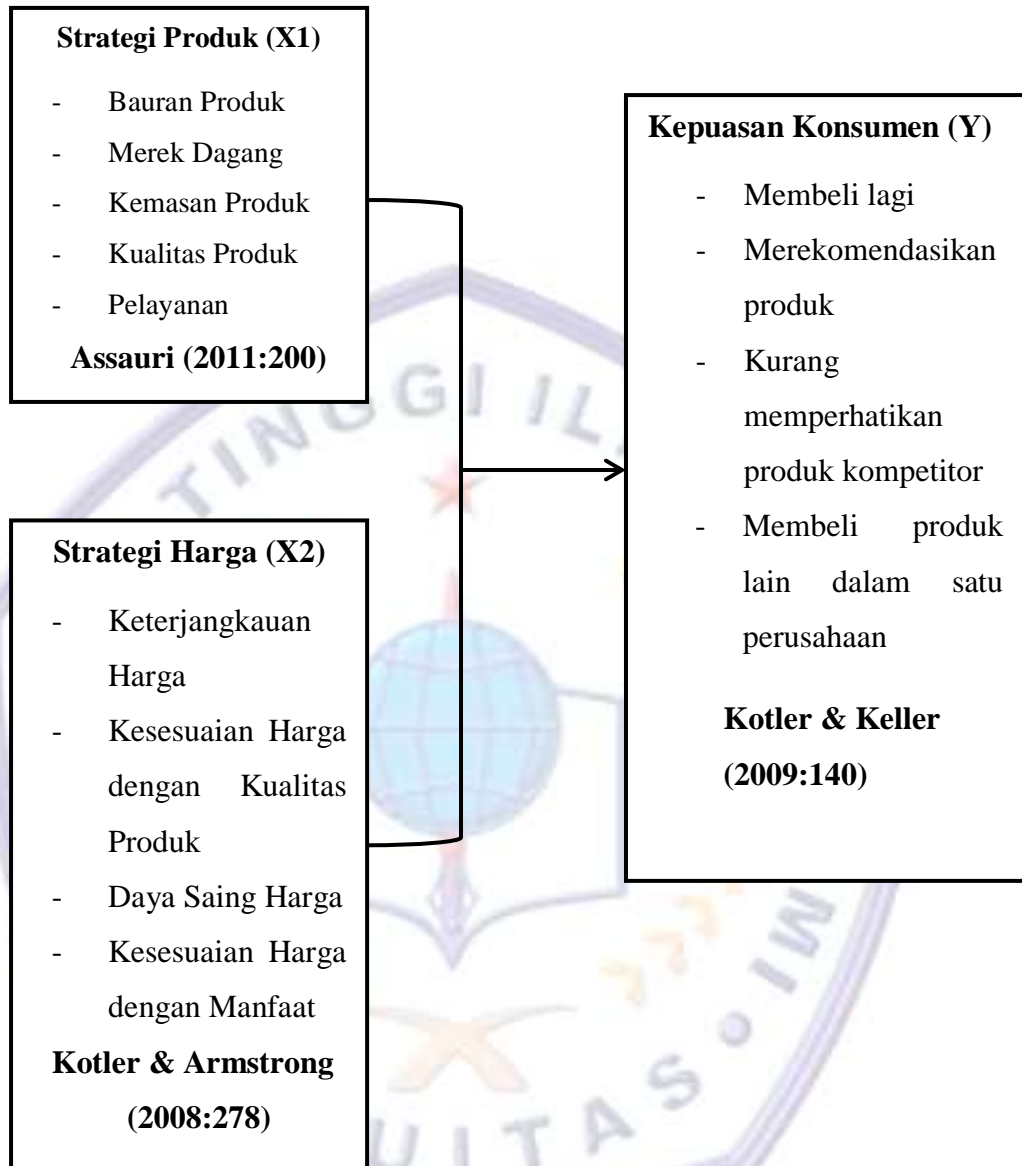 Strategi Produk (X1)
- Bauran Produk
- Merek Dagang
- Kemasan Produk
- Kualitas Produk
- Pelayanan
Assauri (2011:200)
Strategi Harga (X2)
- Keterjangkauan
Harga
- Kesesuaian Harga
dengan Kualitas
Produk
- Daya Saing Harga
- Kesesuaian Harga
dengan Manfaat
Kotler & Armstrong
(2008:278)
Kepuasan Konsumen (Y)
- Membeli lagi
- Merekomendasikan
produk
- Kurang
memperhatikan
produk kompetitor
- Membeli produk
lain dalam satu
perusahaan
Kotler & Keller
(2009:140)
TINGGI